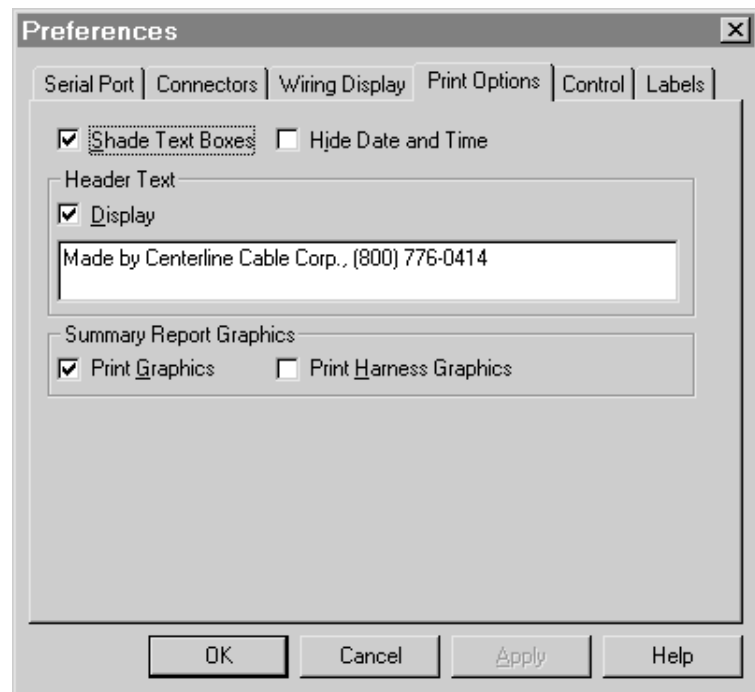 Preferences
Serial Port Connectors Wiring Display Print Options Control Labels
Shade Text Boxes Hide Date and Time
Header Text
Display
Made by Centerline Cable Corp., (800) 776-0414
Summary Report Graphics
Print Graphics Print Harness Graphics
OK Cancel Apply Help